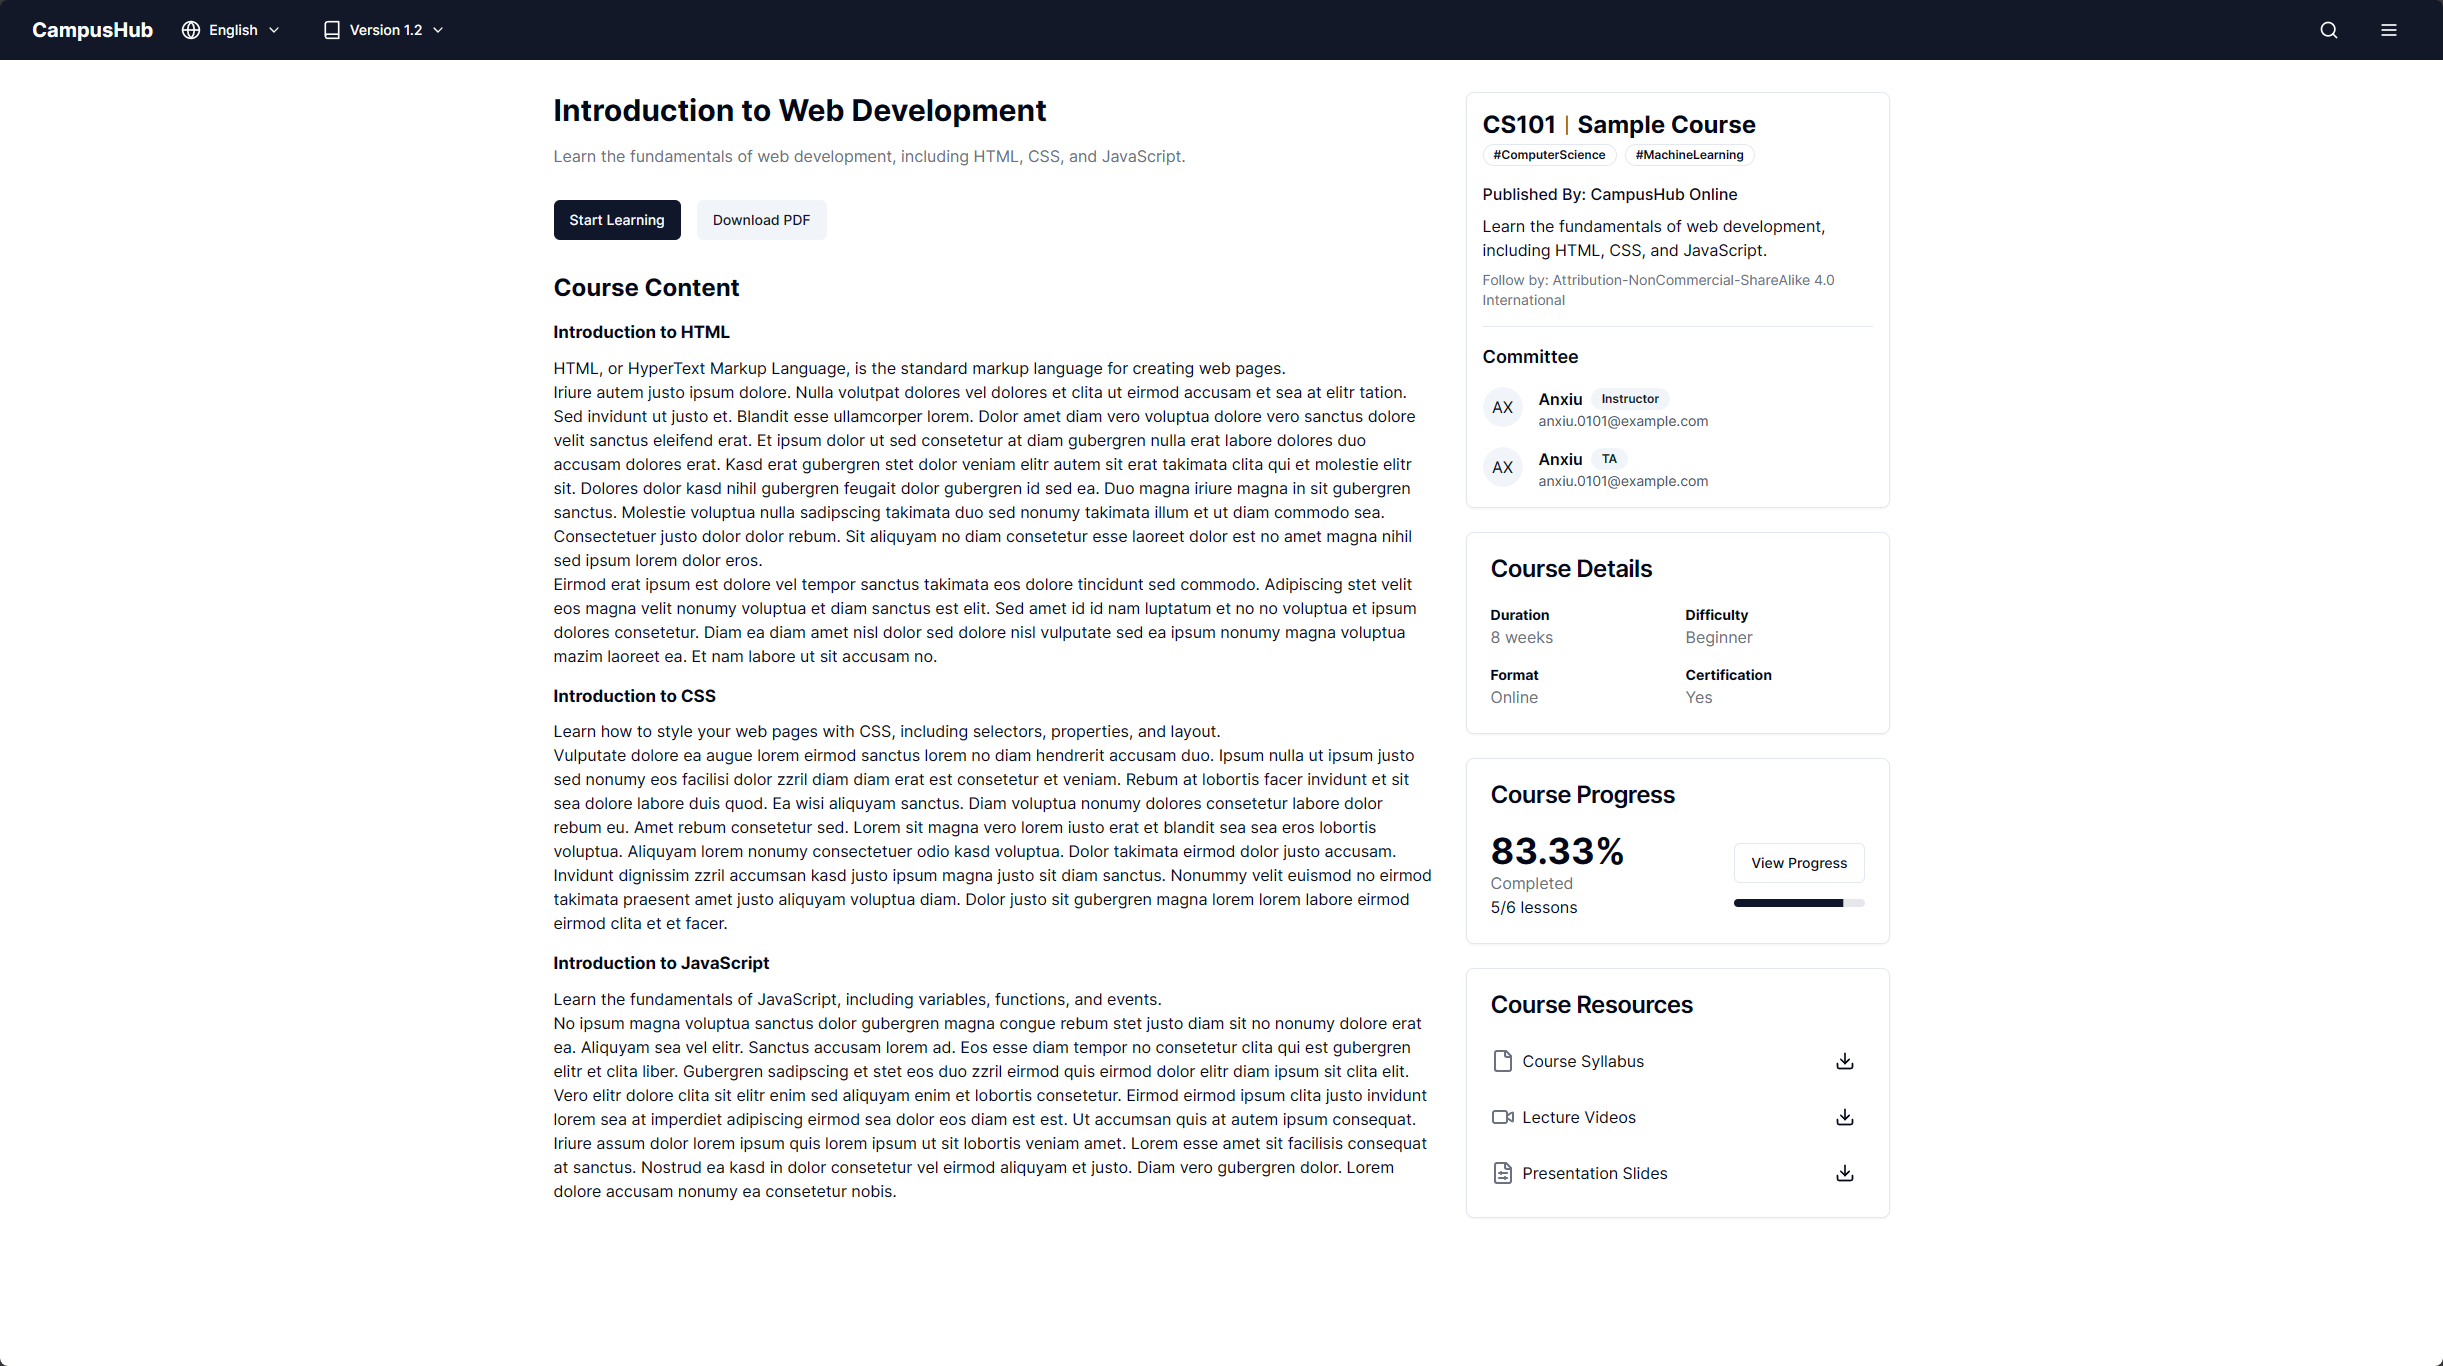 CampusHub
English
Version 1.2
Introduction to Web Development
Learn the fundamentals of web development, including HTML, CSS, and JavaScript.
Start Learning
Download PDF
Course Content
Introduction to HTML
HTML, or HyperText Markup Language, is the standard markup language for creating web pages.
Iriure autem justo ipsum dolore. Nulla volutpat dolores vel dolores et clita ut eirmod accusam et sea at elitr tation.
Sed invidunt ut justo et. Blandit esse ullamcorper lorem. Dolor amet diam vero voluptua dolore vero sanctus dolore
velit sanctus eleifend erat. Et ipsum dolor ut sed consetetur at diam gubergren nulla erat labore dolores duo
accusam dolores erat. Kasd erat gubergren stet dolor veniam elitr autem sit erat takimata clita qui et molestie elitr
sit. Dolores dolor kasd nihil gubergren feugait dolor gubergren id sed ea. Duo magna iriure magna in sit gubergren
sanctus. Molestie voluptua nulla sadipscing takimata duo sed nonumy takimata illum et ut diam commodo sea.
Consectetuer justo dolor dolor rebum. Sit aliquyam no diam consetetur esse laoreet dolor est no amet magna nihil
sed ipsum lorem dolor eros.
Eirmod erat ipsum est dolore vel tempor sanctus takimata eos dolore tincidunt sed commodo. Adipiscing stet velit
eos magna velit nonumy voluptua et diam sanctus est elit. Sed amet id id nam luptatum et no no voluptua et ipsum
dolores consetetur. Diam ea diam amet nisl dolor sed dolore nisl vulputate sed ea ipsum nonumy magna voluptua
mazim laoreet ea. Et nam labore ut sit accusam no.
Introduction to CSS
Learn how to style your web pages with CSS, including selectors, properties, and layout.
Vulputate dolore ea augue lorem eirmod sanctus lorem no diam hendrerit accusam duo. Ipsum nulla ut ipsum justo
sed nonumy eos facilisi dolor zzril diam diam erat est consetetur et veniam. Rebum at lobortis facer invidunt et sit
sea dolore labore duis quod. Ea wisi aliquyam sanctus. Diam voluptua nonumy dolores consetetur labore dolor
rebum eu. Amet rebum consetetur sed. Lorem sit magna vero lorem iusto erat et blandit sea sea eros lobortis
voluptua. Aliquyam lorem nonumy consectetuer odio kasd voluptua. Dolor takimata eirmod dolor justo accusam.
Invidunt dignissim zzril accumsan kasd justo ipsum magna justo sit diam sanctus. Nonummy velit euismod no eirmod
takimata praesent amet justo aliquyam voluptua diam. Dolor justo sit gubergren magna lorem lorem labore eirmod
eirmod clita et et facer.
Introduction to JavaScript
Learn the fundamentals of JavaScript, including variables, functions, and events.
No ipsum magna voluptua sanctus dolor gubergren magna congue rebum stet justo diam sit no nonumy dolore erat
ea. Aliquyam sea vel elitr. Sanctus accusam lorem ad. Eos esse diam tempor no consetetur clita qui est gubergren
elitr et clita liber. Gubergren sadipscing et stet eos duo zzril eirmod quis eirmod dolor elitr diam ipsum sit clita elit.
Vero elitr dolore clita sit elitr enim sed aliquyam enim et lobortis consetetur. Eirmod eirmod ipsum clita justo invidunt
lorem sea at imperdiet adipiscing eirmod sea dolor eos diam est est. Ut accumsan quis at autem ipsum consequat.
Iriure assum dolor lorem ipsum quis lorem ipsum ut sit lobortis veniam amet. Lorem esse amet sit facilisis consequat
at sanctus. Nostrud ea kasd in dolor consetetur vel eirmod aliquyam et justo. Diam vero gubergren dolor. Lorem
dolore accusam nonumy ea consetetur nobis.
CS101 | Sample Course
#ComputerScience
#MachineLearning
Published By: CampusHub Online
Learn the fundamentals of web development,
including HTML, CSS, and JavaScript.
Follow by: Attribution-NonCommercial-ShareAlike 4.0
International
Committee
AX
Anxiu Instructor
anxiu.0101@example.com
AX
Anxiu TA
anxiu.0101@example.com
Course Details
Duration
8 weeks
Difficulty
Beginner
Format
Online
Certification
Yes
Course Progress
83.33%
Completed
5/6 lessons
View Progress
Course Resources
Course Syllabus
Lecture Videos
Presentation Slides